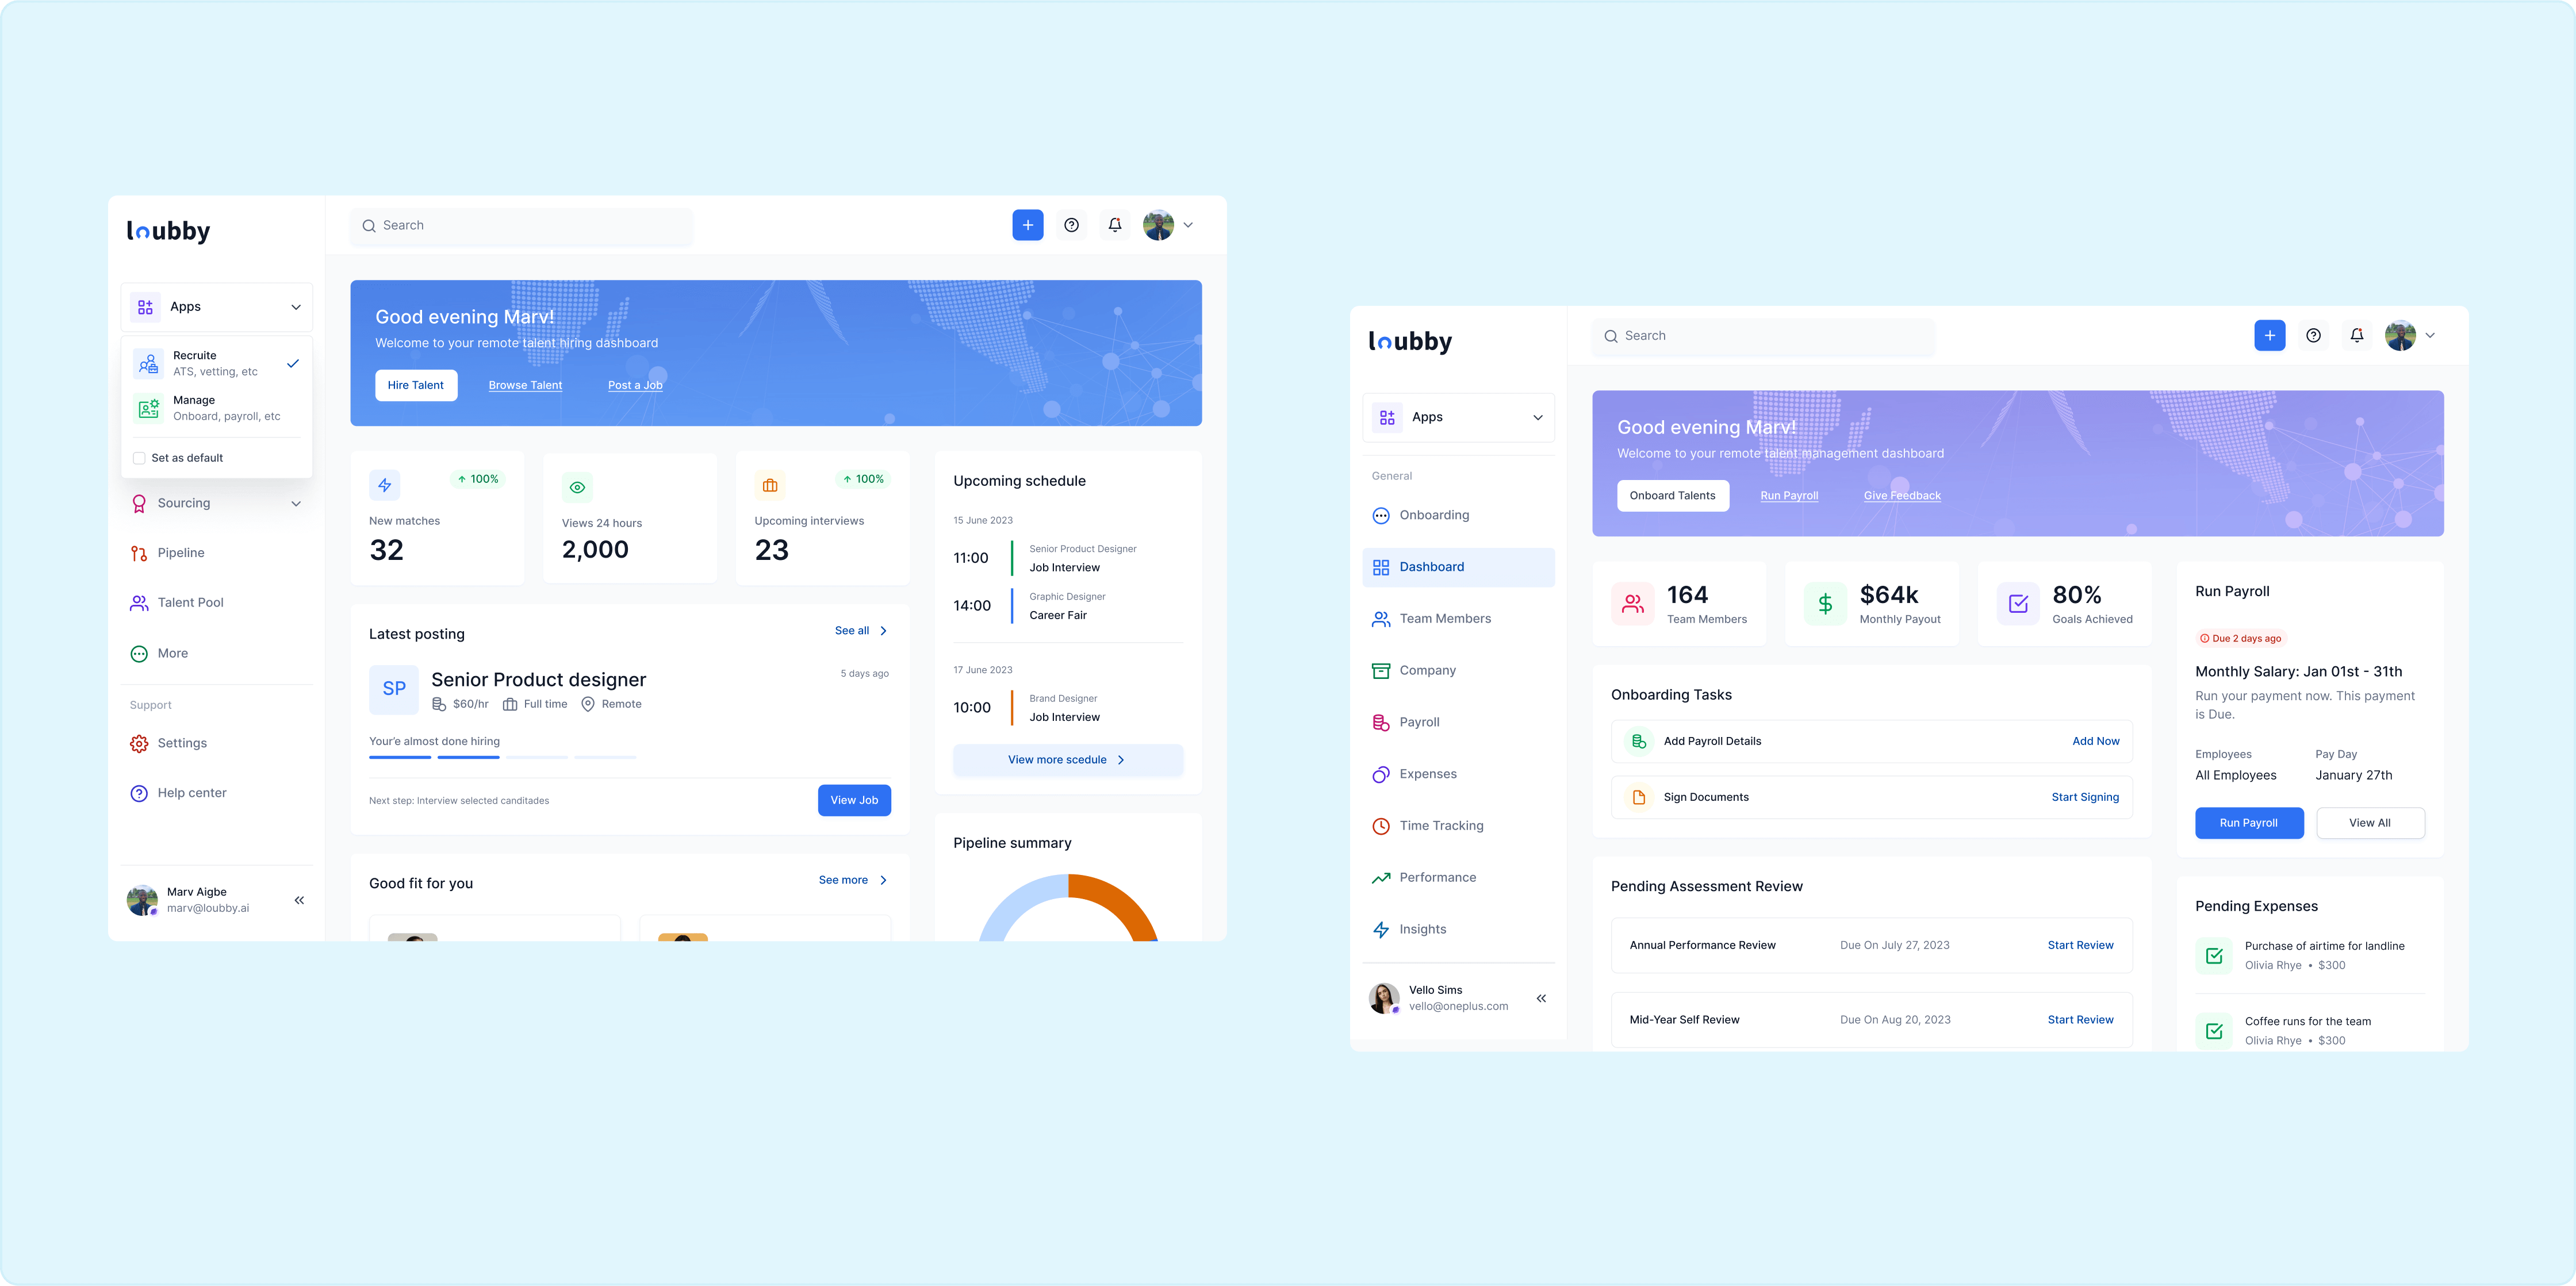 loubby
Search
Apps
Recruite
ATS, vetting, etc
Manage
Onboard, payroll, etc
Set as default
Sourcing
Pipeline
Talent Pool
More
Support
Settings
Help center
Marv Aigbe
marv@loubby.ai
Good evening Marv!
Welcome to your remote talent hiring dashboard
Hire Talent
Browse Talent
Post a Job
100%
New matches
32
Views 24 hours
2,000
100%
Upcoming interviews
23
Latest posting
See all
SP
Senior Product designer
5 days ago
$60/hr
Full time
Remote
Your'e almost done hiring
Next step: Interview selected canditades
View Job
Good fit for you
See more
Upcoming schedule
15 June 2023
11:00
Senior Product Designer
Job Interview
14:00
Graphic Designer
Career Fair
17 June 2023
10:00
Brand Designer
Job Interview
View more scedule
Pipeline summary
loubby
Search
Apps
General
Onboarding
Dashboard
Team Members
Company
Payroll
Expenses
Time Tracking
Performance
Insights
Vello Sims
vello@oneplus.com
Good evening Marv!
Welcome to your remote talent management dashboard
Onboard Talents
Run Payroll
Give Feedback
164
Team Members
$64k
Monthly Payout
80%
Goals Achieved
Onboarding Tasks
Add Payroll Details
Add Now
Sign Documents
Start Signing
Pending Assessment Review
Annual Performance Review
Due On July 27, 2023
Start Review
Mid-Year Self Review
Due On Aug 20, 2023
Start Review
Run Payroll
Due 2 days ago
Monthly Salary: Jan 01st - 31th
Run your payment now. This payment
is Due.
Employees
All Employees
Pay Day
January 27th
Run Payroll
View All
Pending Expenses
Purchase of airtime for landline
Olivia Rhye • $300
Coffee runs for the team
Olivia Rhye • $300